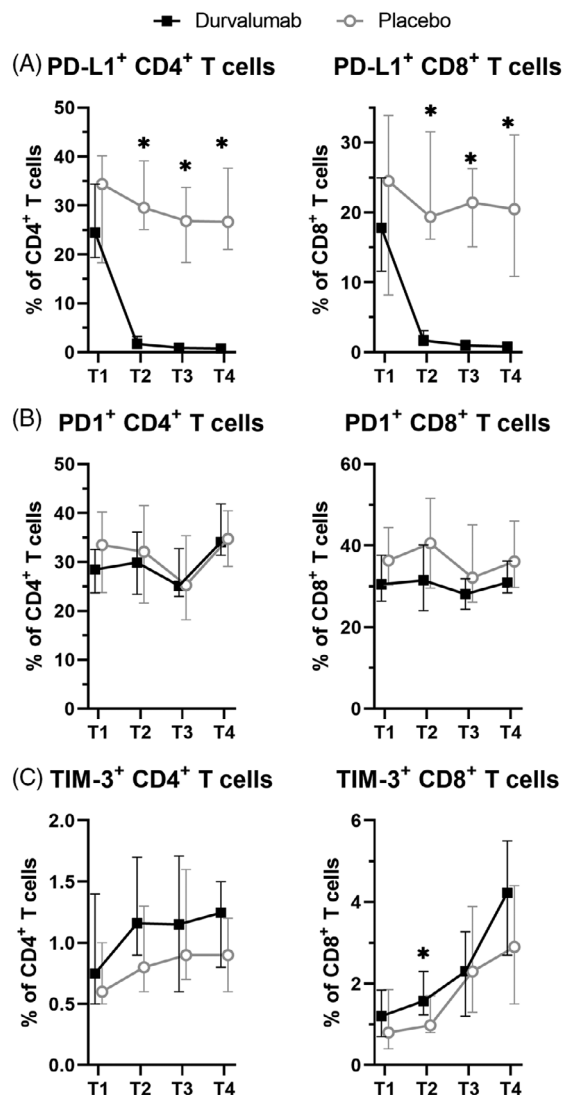 Durvalumab Placebo
(A) PD-L1⁺ CD4⁺ T cells
PD-L1⁺ CD8⁺ T cells
% of CD4⁺ T cells
50
40
30
20
10
0
T1 T2 T3 T4
* * *
% of CD8⁺ T cells
30
20
10
0
T1 T2 T3 T4
* * *
(B) PD1⁺ CD4⁺ T cells
PD1⁺ CD8⁺ T cells
% of CD4⁺ T cells
50
40
30
20
10
0
T1 T2 T3 T4
% of CD8⁺ T cells
60
40
20
0
T1 T2 T3 T4
(C) TIM-3⁺ CD4⁺ T cells
TIM-3⁺ CD8⁺ T cells
% of CD4⁺ T cells
2.0
1.5
1.0
0.5
0.0
T1 T2 T3 T4
% of CD8⁺ T cells
6
4
2
0
T1 T2 T3 T4
*